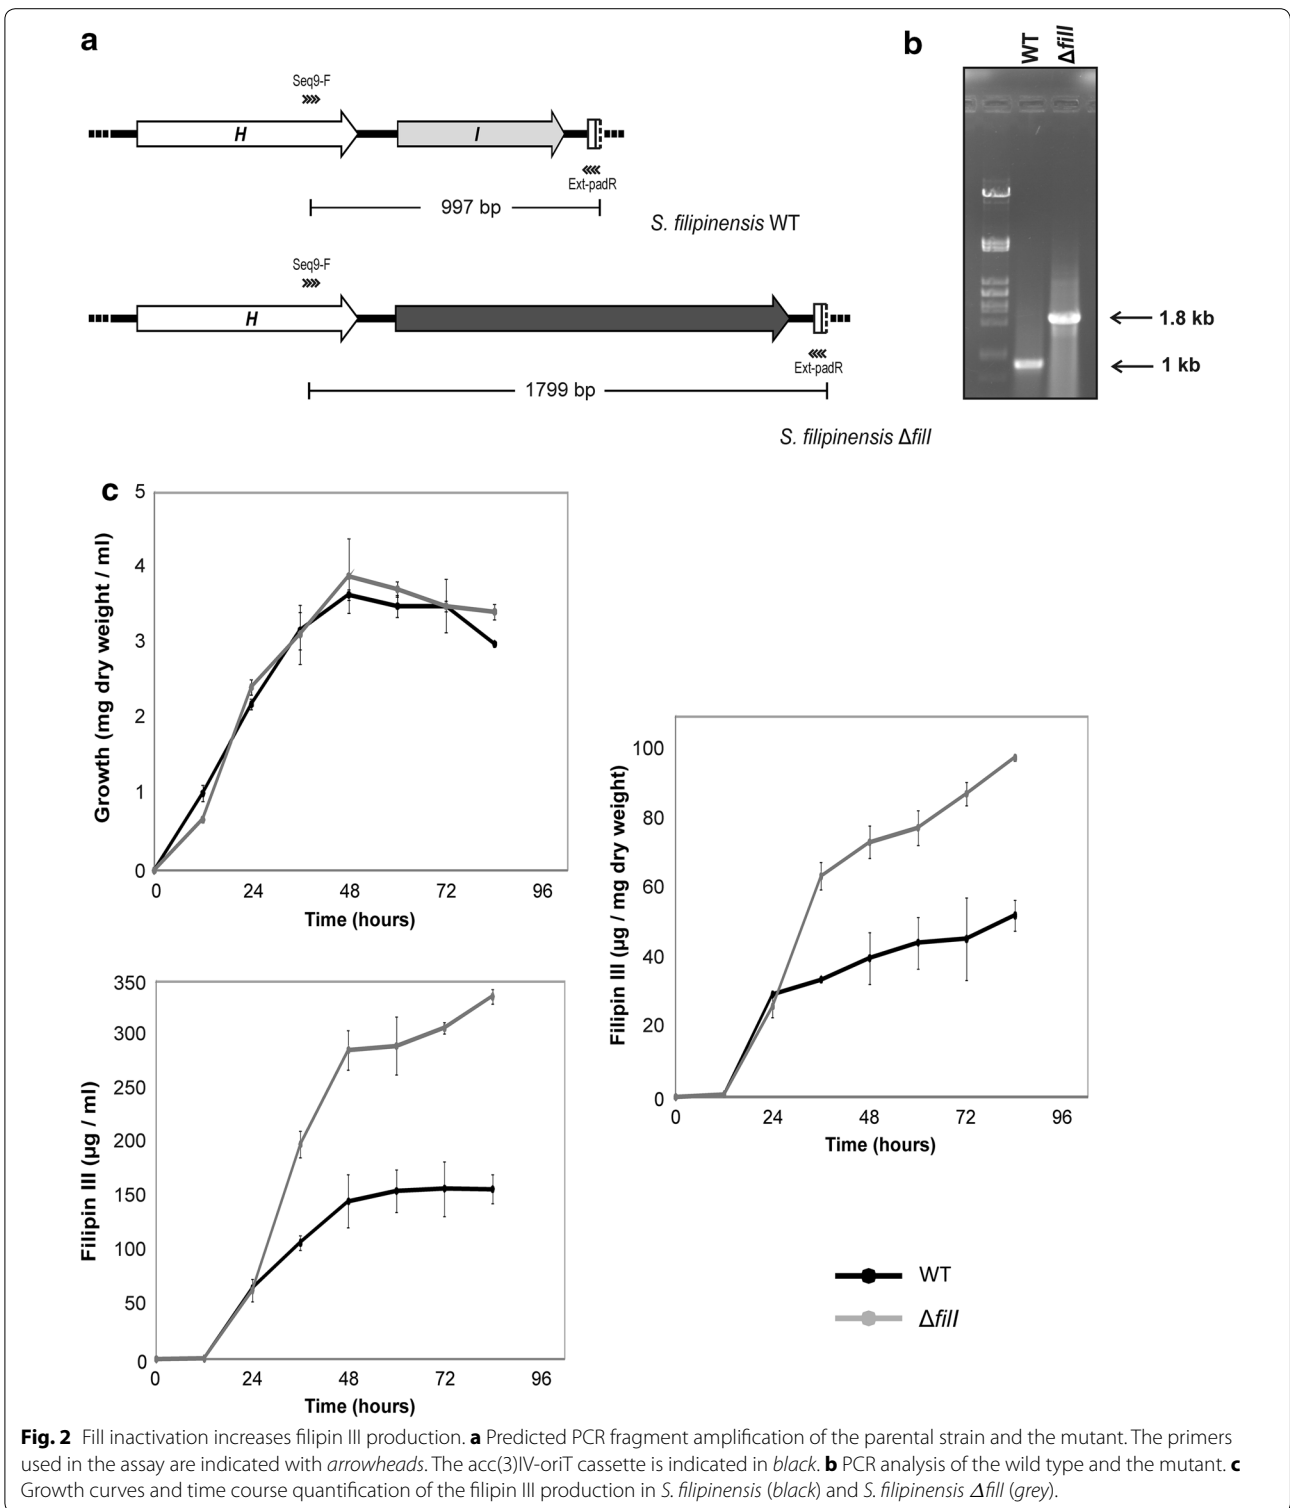 a
Seq9-F
H
I
Ext-padR
997 bp
S. filipinensis WT
Seq9-F
H
Ext-padR
1799 bp
S. filipinensis ΔfilI
b
WT
ΔfilI
1.8 kb
1 kb
c
Growth (mg dry weight / ml)
5
4
3
2
1
0
0 24 48 72 96
Time (hours)
Filipin III (µg / ml)
350
300
250
200
150
100
50
0
0 24 48 72 96
Time (hours)
Filipin III (µg / mg dry weight)
100
80
60
40
20
0
0 24 48 72 96
Time (hours)
WT
ΔfilI
Fig. 2 FilI inactivation increases filipin III production. a Predicted PCR fragment amplification of the parental strain and the mutant. The primers
used in the assay are indicated with arrowheads. The acc(3)IV-oriT cassette is indicated in black. b PCR analysis of the wild type and the mutant. c
Growth curves and time course quantification of the filipin III production in S. filipinensis (black) and S. filipinensis ΔfilI (grey).